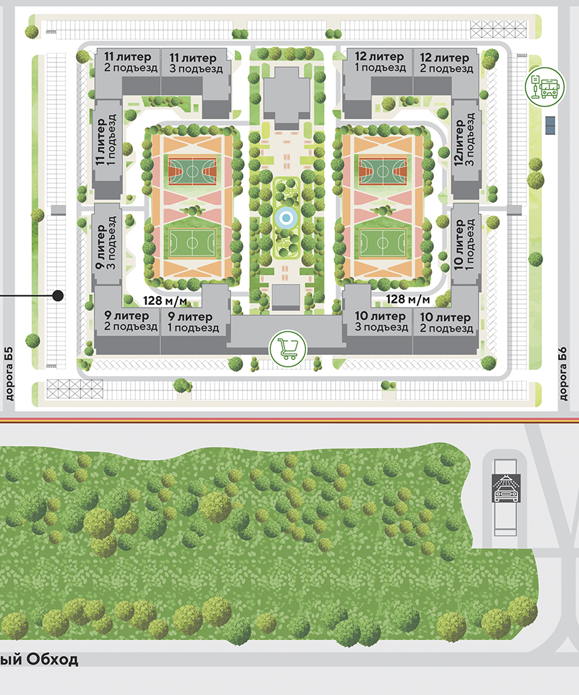 11 литер
2 подъезд
11 литер
3 подъезд
12 литер
1 подъезд
12 литер
2 подъезд
11 литер
1 подъезд
12литер
3 подъезд
9 литер
3 подъезд
10 литер
1 подъезд
128 м/м
128 м/м
9 литер
2 подъезд
9 литер
1 подъезд
10 литер
3 подъезд
10 литер
2 подъезд
дорога Б5
дорога Б6
ый Обход